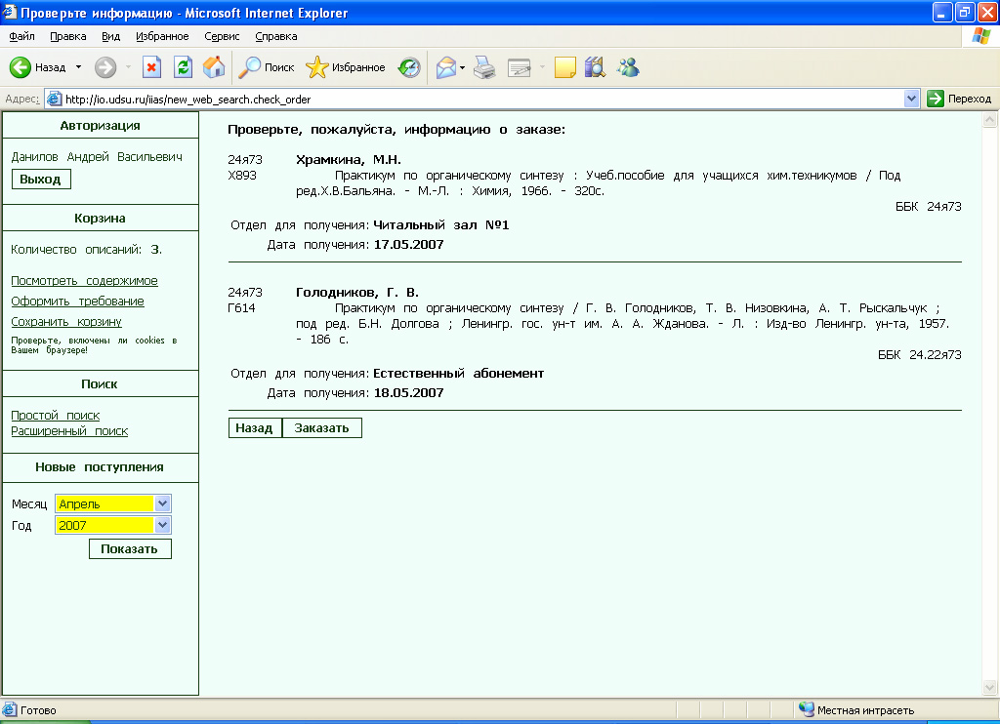 Проверьте информацию - Microsoft Internet Explorer
Файл Правка Вид Избранное Сервис Справка
Назад Поиск Избранное
Адрес: http://io.udsu.ru/iias/new_web_search.check_order Переход
Авторизация
Данилов Андрей Васильевич
Выход
Корзина
Количество описаний: 3.
Посмотреть содержимое
Оформить требование
Сохранить корзину
Проверьте, включены ли cookies в
Вашем браузере!
Поиск
Простой поиск
Расширенный поиск
Новые поступления
Месяц Апрель
Год 2007
Показать
Проверьте, пожалуйста, информацию о заказе:
24я73 Храмкина, М.Н.
Х893 Практикум по органическому синтезу : Учеб.пособие для учащихся хим.техникумов / Под
ред.Х.В.Бальяна. - М.-Л. : Химия, 1966. - 320с.
ББК 24я73
Отдел для получения: Читальный зал №1
Дата получения: 17.05.2007
24я73 Голодников, Г. В.
Г614 Практикум по органическому синтезу / Г. В. Голодников, Т. В. Низовкина, А. Т. Рыскальчук ;
под ред. Б.Н. Долгова ; Ленингр. гос. ун-т им. А. А. Жданова. - Л. : Изд-во Ленингр. ун-та, 1957.
- 186 с.
ББК 24.22я73
Отдел для получения: Естественный абонемент
Дата получения: 18.05.2007
Назад Заказать
Готово Местная интрасеть